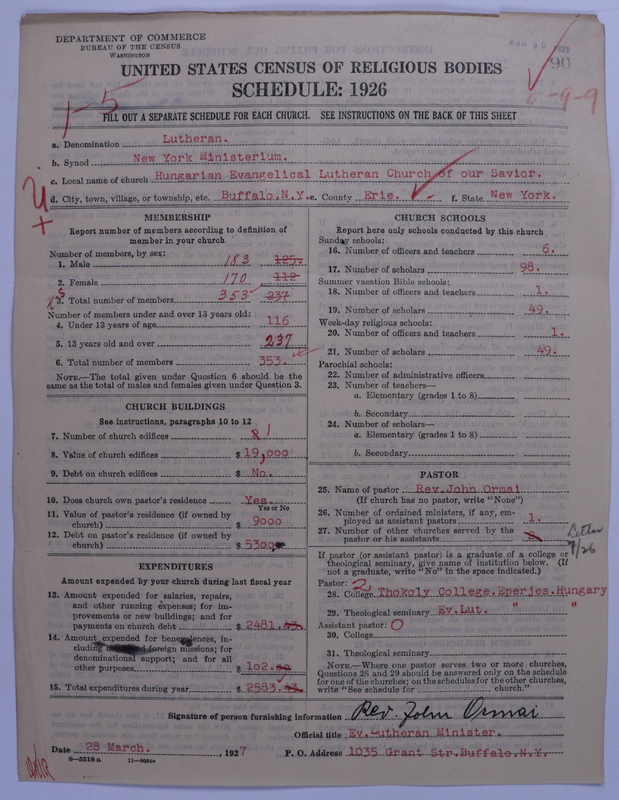 DEPARTMENT OF COMMERCE
BUREAU OF THE CENSUS
WASHINGTON
MAR 30
90
UNITED STATES CENSUS OF RELIGIOUS BODIES
SCHEDULE: 1926
1-5
-9-9
FILL OUT A SEPARATE SCHEDULE FOR EACH CHURCH. SEE INSTRUCTIONS ON THE BACK OF THIS SHEET
a. Denomination Lutheran.
b. Synod New York Ministerium.
c. Local name of church Hungarian Evangelical Lutheran Church of our Savior.
d. City, town, village, or township, etc. Buffalo.N.Y. e. County Erie. f. State New York.
MEMBERSHIP
Report number of members according to definition of
member in your church
Number of members, by sex:
1. Male 183 125.
2. Female 170 112
3. Total number of members 353 237
Number of members under and over 13 years old:
4. Under 13 years of age 116
5. 13 years old and over 237
6. Total number of members 353.
NOTE.—The total given under Question 6 should be the
same as the total of males and females given under Question 3.
CHURCH BUILDINGS
See instructions, paragraphs 10 to 12
7. Number of church edifices 1
8. Value of church edifices $ 19,000
9. Debt on church edifices $ No.
10. Does church own pastor's residence Yes.
Yes or No
11. Value of pastor's residence (if owned by
church) $ 9000
12. Debt on pastor's residence (if owned by
church) $ 5300
EXPENDITURES
Amount expended by your church during last fiscal year
13. Amount expended for salaries, repairs,
and other running expenses; for im-
provements or new buildings; and for
payments on church debt $ 2481.
14. Amount expended for benevolences, in-
cluding foreign missions; for
denominational support; and for all
other purposes $ 102.
15. Total expenditures during year $ 2583.
CHURCH SCHOOLS
Report here only schools conducted by this church
Sunday schools:
16. Number of officers and teachers 6.
17. Number of scholars 98.
Summer vacation Bible schools:
18. Number of officers and teachers 1.
19. Number of scholars 49.
Week-day religious schools:
20. Number of officers and teachers 1.
21. Number of scholars 49.
Parochial schools:
22. Number of administrative officers
23. Number of teachers—
a. Elementary (grades 1 to 8)
b. Secondary
24. Number of scholars—
a. Elementary (grades 1 to 8)
b. Secondary
PASTOR
25. Name of pastor Rev.John Ormai
(If church has no pastor, write "None")
26. Number of ordained ministers, if any, em-
ployed as assistant pastors 1.
27. Number of other churches served by the
pastor or his assistants
Letter
9/26
If pastor (or assistant pastor) is a graduate of a college or
theological seminary, give name of institution below. (If
not a graduate, write "No" in the space indicated.)
Pastor: 2
28. College Thokoly College.Eperjes.Hungary
29. Theological seminary Ev.Lut. " "
Assistant pastor: 0
30. College
31. Theological seminary
NOTE.—Where one pastor serves two or more churches,
Questions 28 and 29 should be answered only on the schedule
for one of the churches; on the schedules for the other churches,
write "See schedule for church."
Signature of person furnishing information Rev. John Ormai
Official title Ev.Lutheran Minister.
Date 28 March. , 1927 P. O. Address 1035 Grant Str.Buffalo.N.Y.
8—5518 a